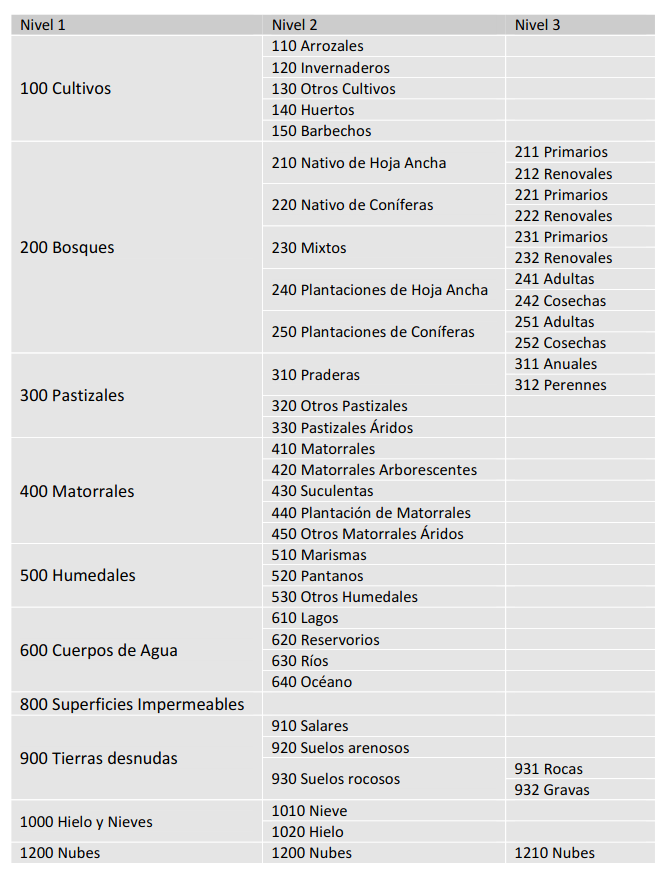 Nivel 1 Nivel 2 Nivel 3
100 Cultivos
110 Arrozales
120 Invernaderos
130 Otros Cultivos
140 Huertos
150 Barbechos
200 Bosques
210 Nativo de Hoja Ancha
211 Primarios
212 Renovales
220 Nativo de Coníferas
221 Primarios
222 Renovales
230 Mixtos
231 Primarios
232 Renovales
240 Plantaciones de Hoja Ancha
241 Adultas
242 Cosechas
250 Plantaciones de Coníferas
251 Adultas
252 Cosechas
300 Pastizales
310 Praderas
311 Anuales
312 Perennes
320 Otros Pastizales
330 Pastizales Áridos
400 Matorrales
410 Matorrales
420 Matorrales Arborescentes
430 Suculentas
440 Plantación de Matorrales
450 Otros Matorrales Áridos
500 Humedales
510 Marismas
520 Pantanos
530 Otros Humedales
600 Cuerpos de Agua
610 Lagos
620 Reservorios
630 Ríos
640 Océano
800 Superficies Impermeables
900 Tierras desnudas
910 Salares
920 Suelos arenosos
930 Suelos rocosos
931 Rocas
932 Gravas
1000 Hielo y Nieves
1010 Nieve
1020 Hielo
1200 Nubes 1200 Nubes 1210 Nubes